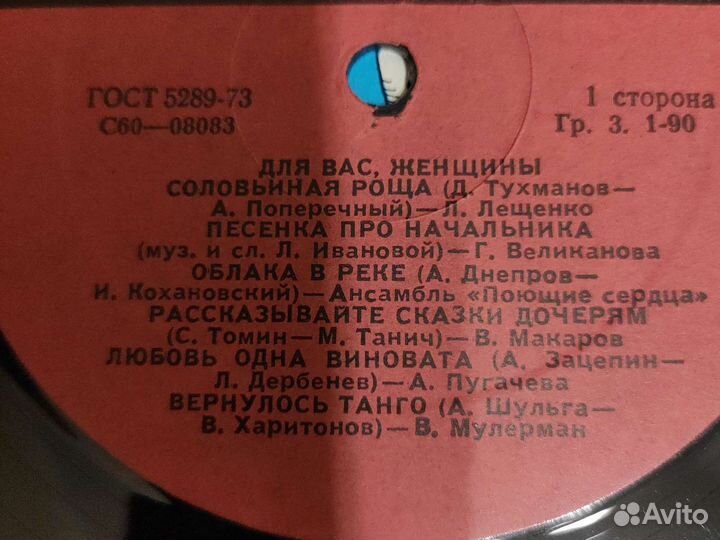 ГОСТ 5289-73
С60—08083
1 сторона
Гр. 3. 1-90
ДЛЯ ВАС, ЖЕНЩИНЫ
СОЛОВЬИНАЯ РОЩА (Д. Тухманов—
А. Поперечный)—Л. Лещенко
ПЕСЕНКА ПРО НАЧАЛЬНИКА
(муз. и сл. Л. Ивановой)—Г. Великанова
ОБЛАКА В РЕКЕ (А. Днепров—
И. Кохановский)—Ансамбль «Поющие сердца»
РАССКАЗЫВАЙТЕ СКАЗКИ ДОЧЕРЯМ
(С. Томин—М. Танич)—В. Макаров
ЛЮБОВЬ ОДНА ВИНОВАТА (А. Зацепин—
Л. Дербенев)—А. Пугачева
ВЕРНУЛОСЬ ТАНГО (А. Шульга—
В. Харитонов)—В. Мулерман
Avito